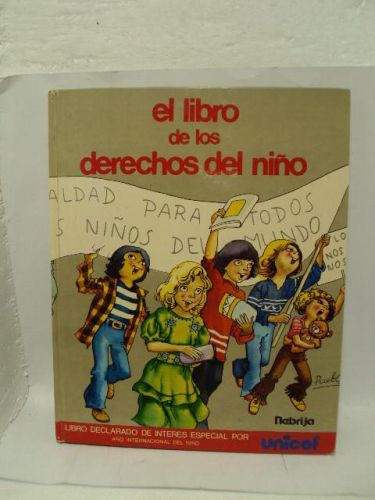 el libro
de los
derechos del niño
ALDAD PARA TODOS
S NIÑOS DEL MUNDO
LO
NOS
NOS
Nebrija
LIBRO DECLARADO DE INTERES ESPECIAL POR
AÑO INTERNACIONAL DEL NIÑO
unicef